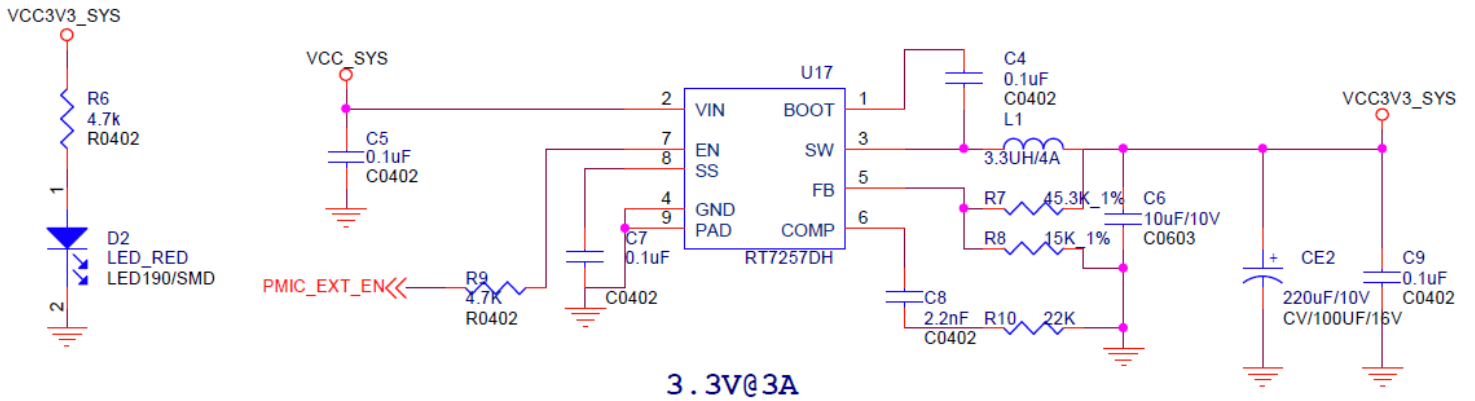 VCC3V3_SYS
R6
4.7k
R0402
1
D2
LED_RED
LED190/SMD
2
VCC_SYS
C5
0.1uF
C0402
PMIC_EXT_EN
R9
4.7K
R0402
C7
0.1uF
C0402
U17
2
VIN
7
EN
8
SS
4
GND
9
PAD
BOOT
1
SW
3
FB
5
COMP
6
RT7257DH
C4
0.1uF
C0402
L1
3.3UH/4A
R7
45.3K_1%
R8
15K_1%
C6
10uF/10V
C0603
C8
2.2nF
C0402
R10
22K
VCC3V3_SYS
+
CE2
220uF/10V
CV/100UF/16V
C9
0.1uF
C0402
3.3V@3A